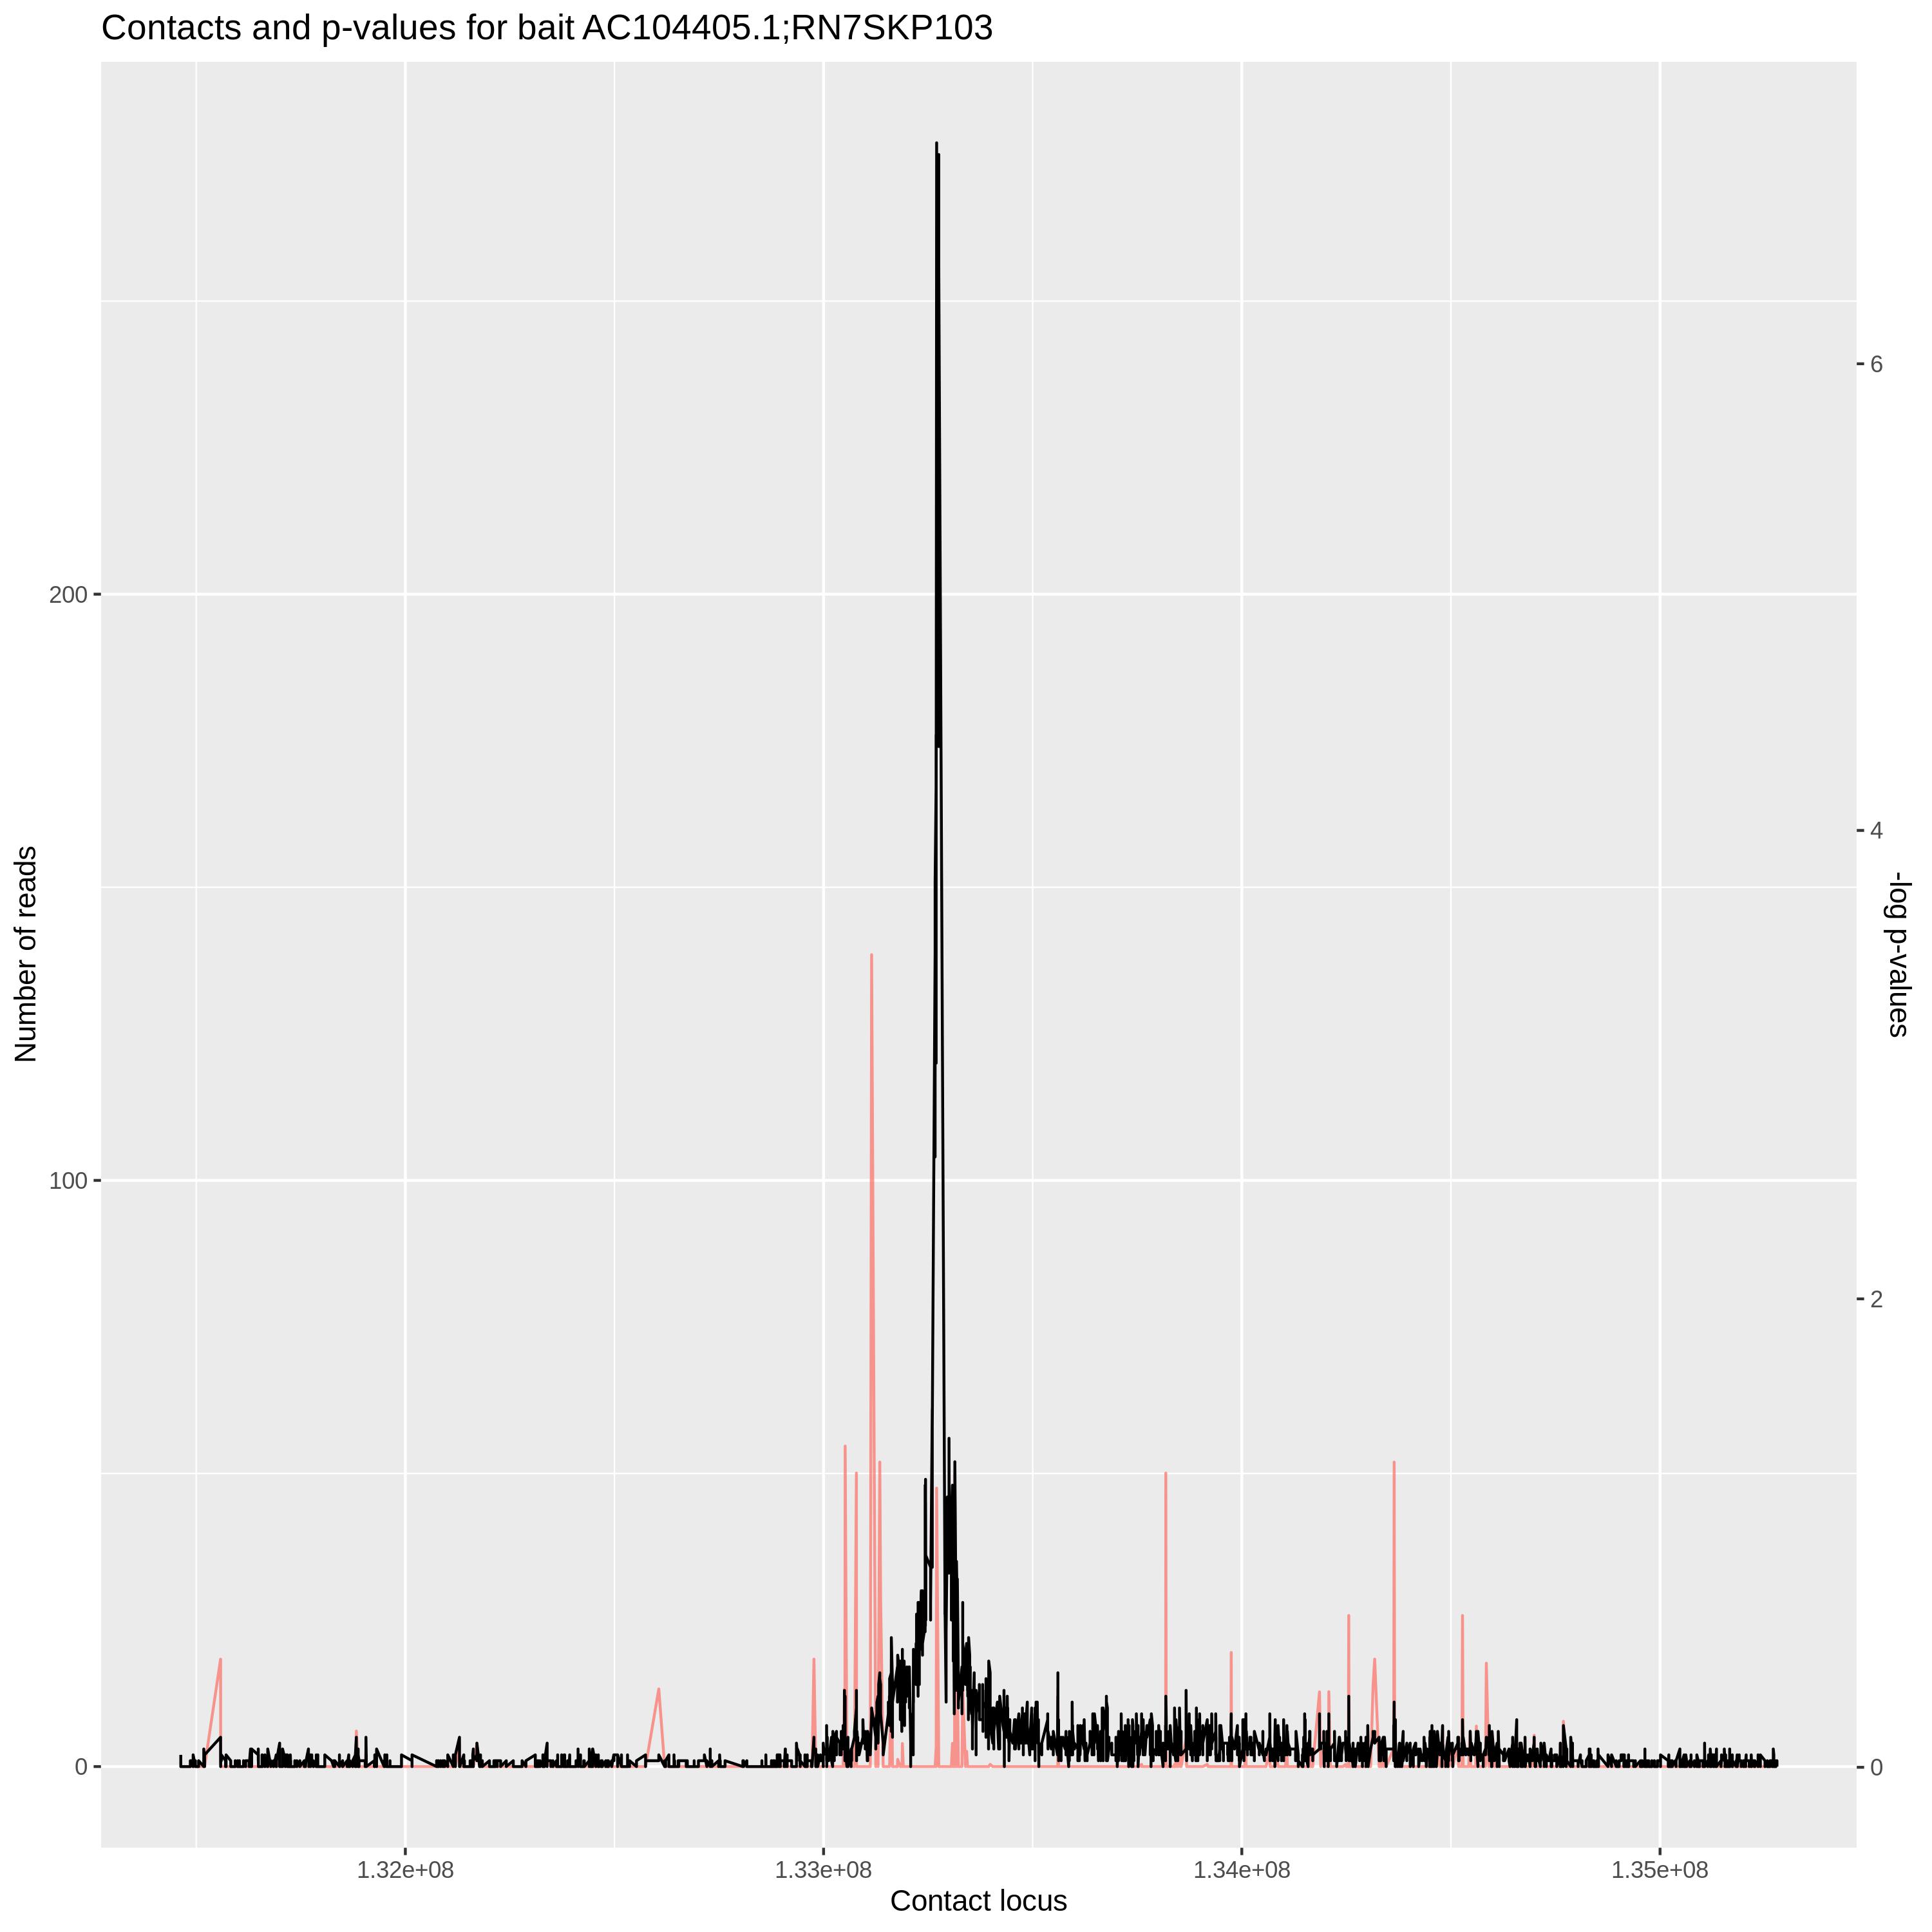 Contacts and p-values for bait AC104405.1;RN7SKP103
Number of reads
200
100
0
6
4
2
0
-log p-values
1.32e+08
1.33e+08
1.34e+08
1.35e+08
Contact locus